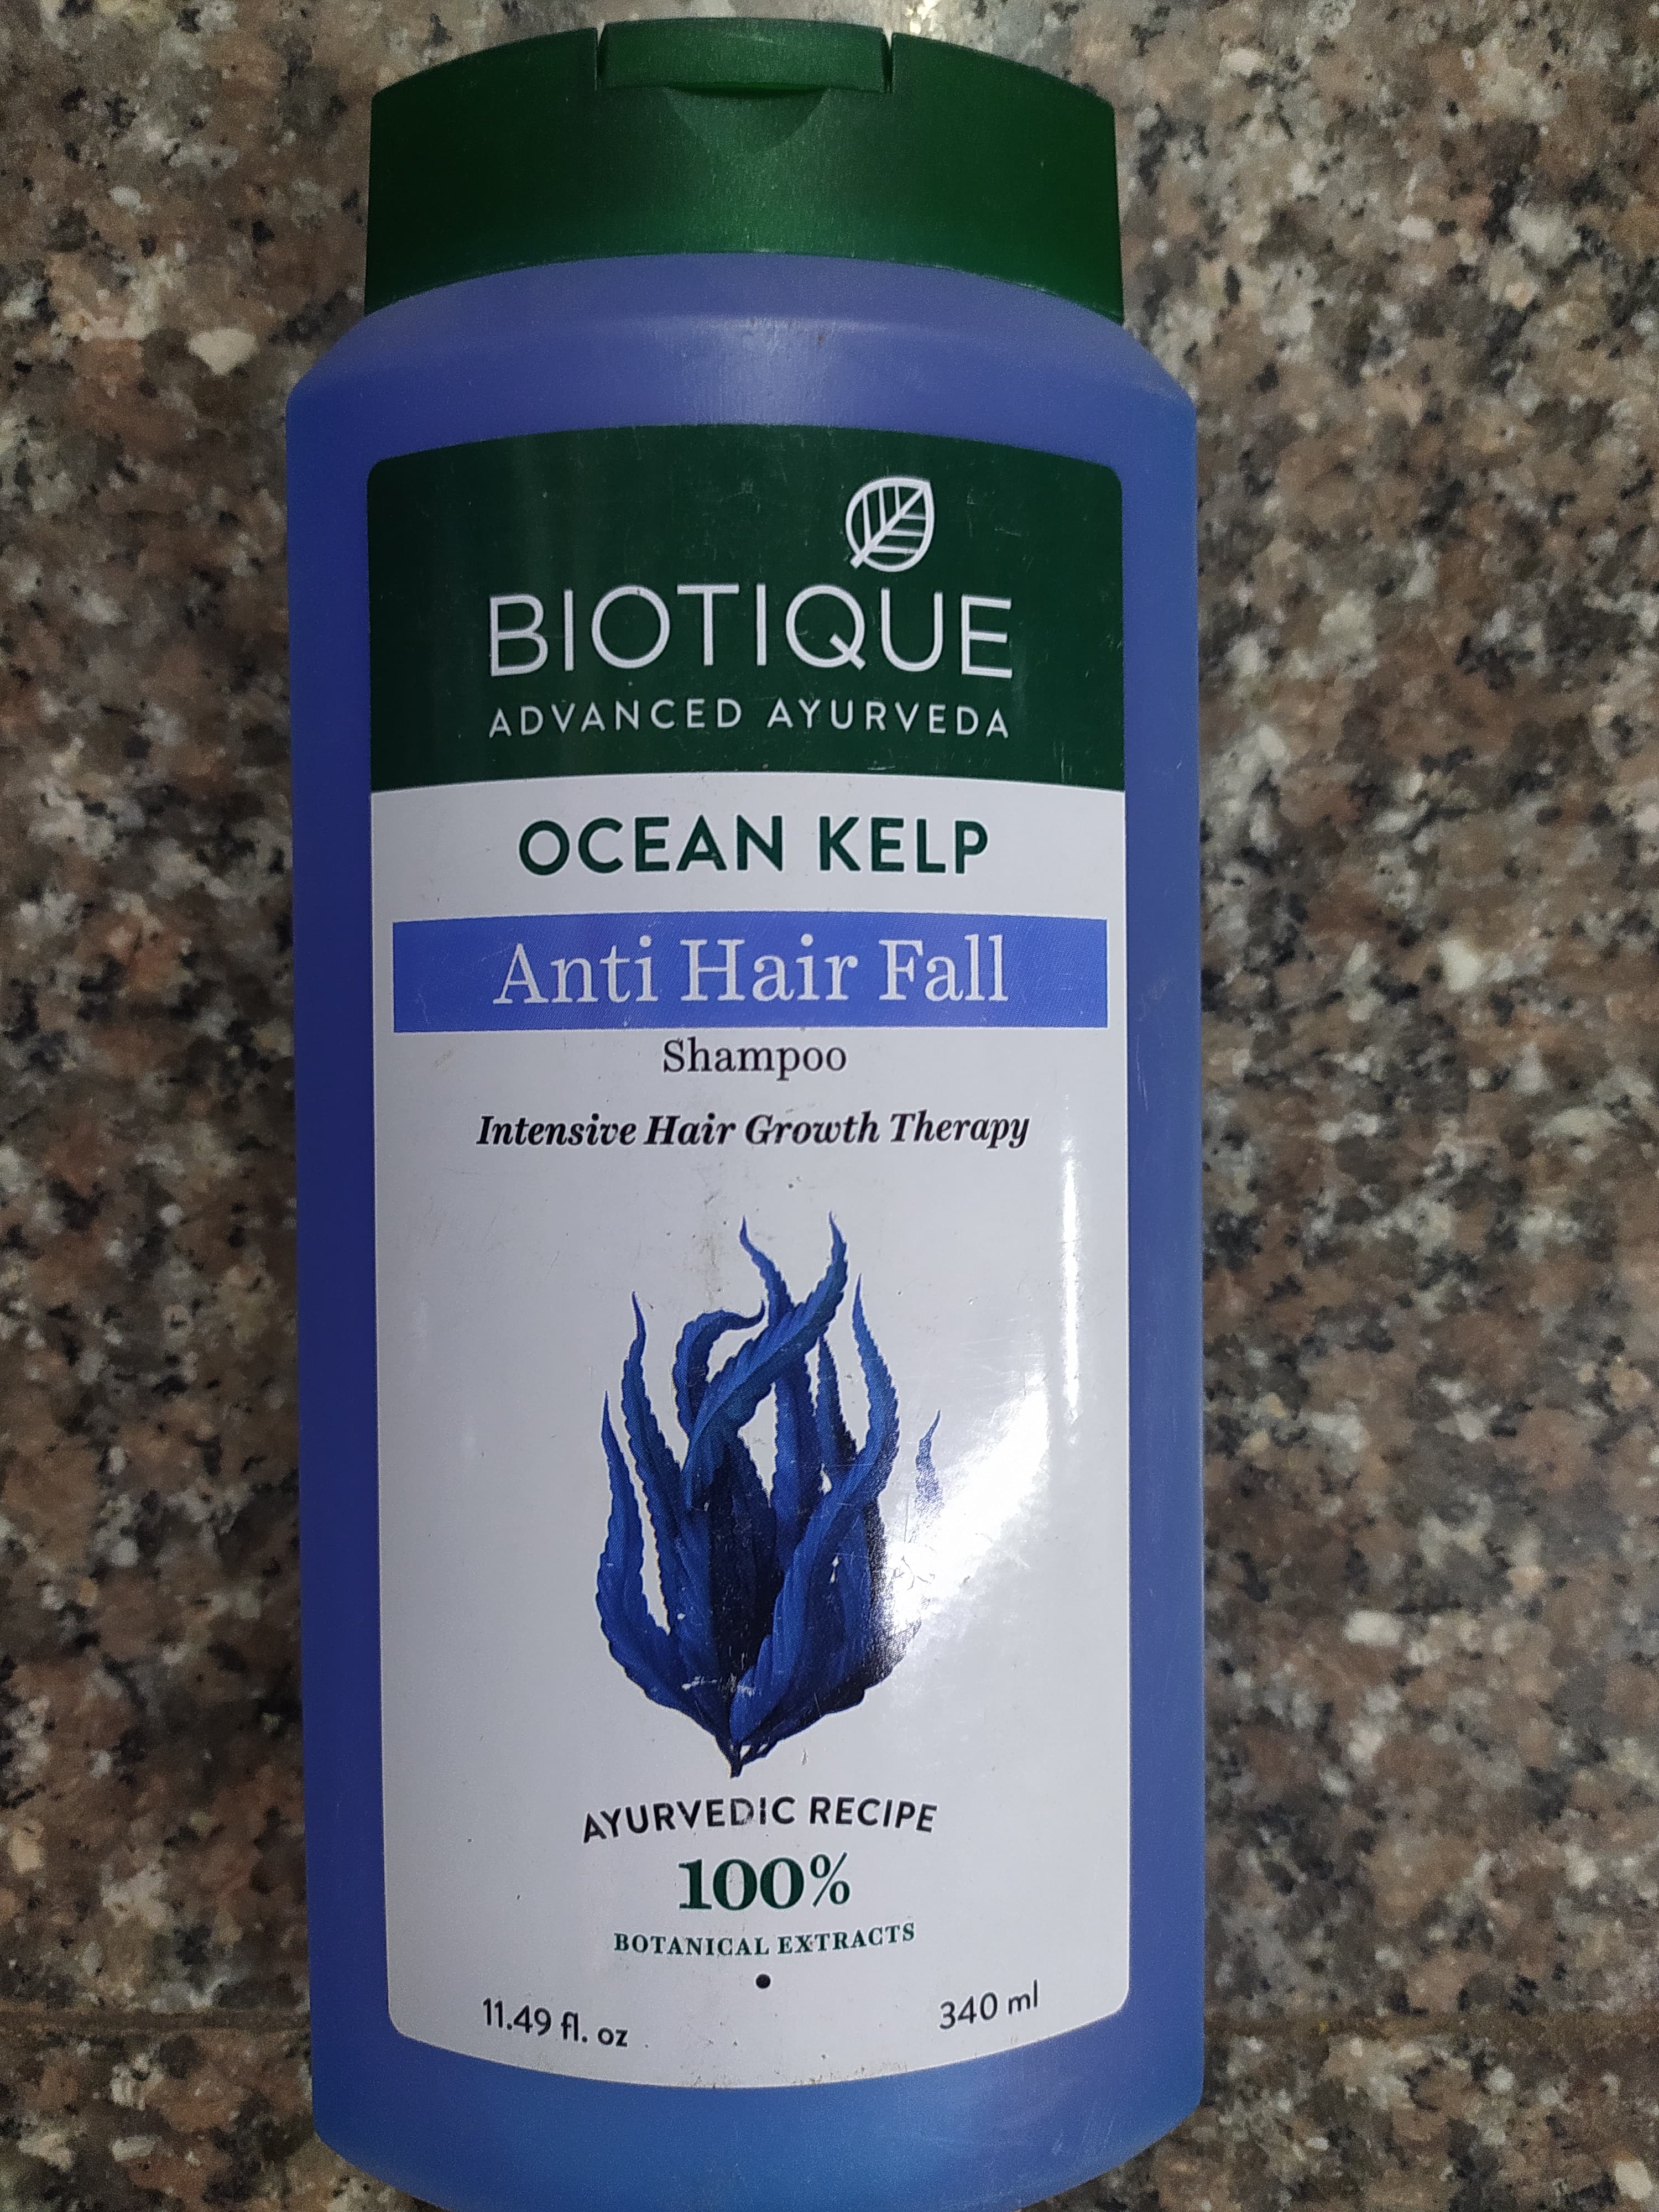 BIOTIQUE
ADVANCED AYURVEDA
OCEAN KELP
Anti Hair Fall
Shampoo
Intensive Hair Growth Therapy
AYURVEDIC RECIPE
100%
BOTANICAL EXTRACTS
11.49 fl. oz
340 ml